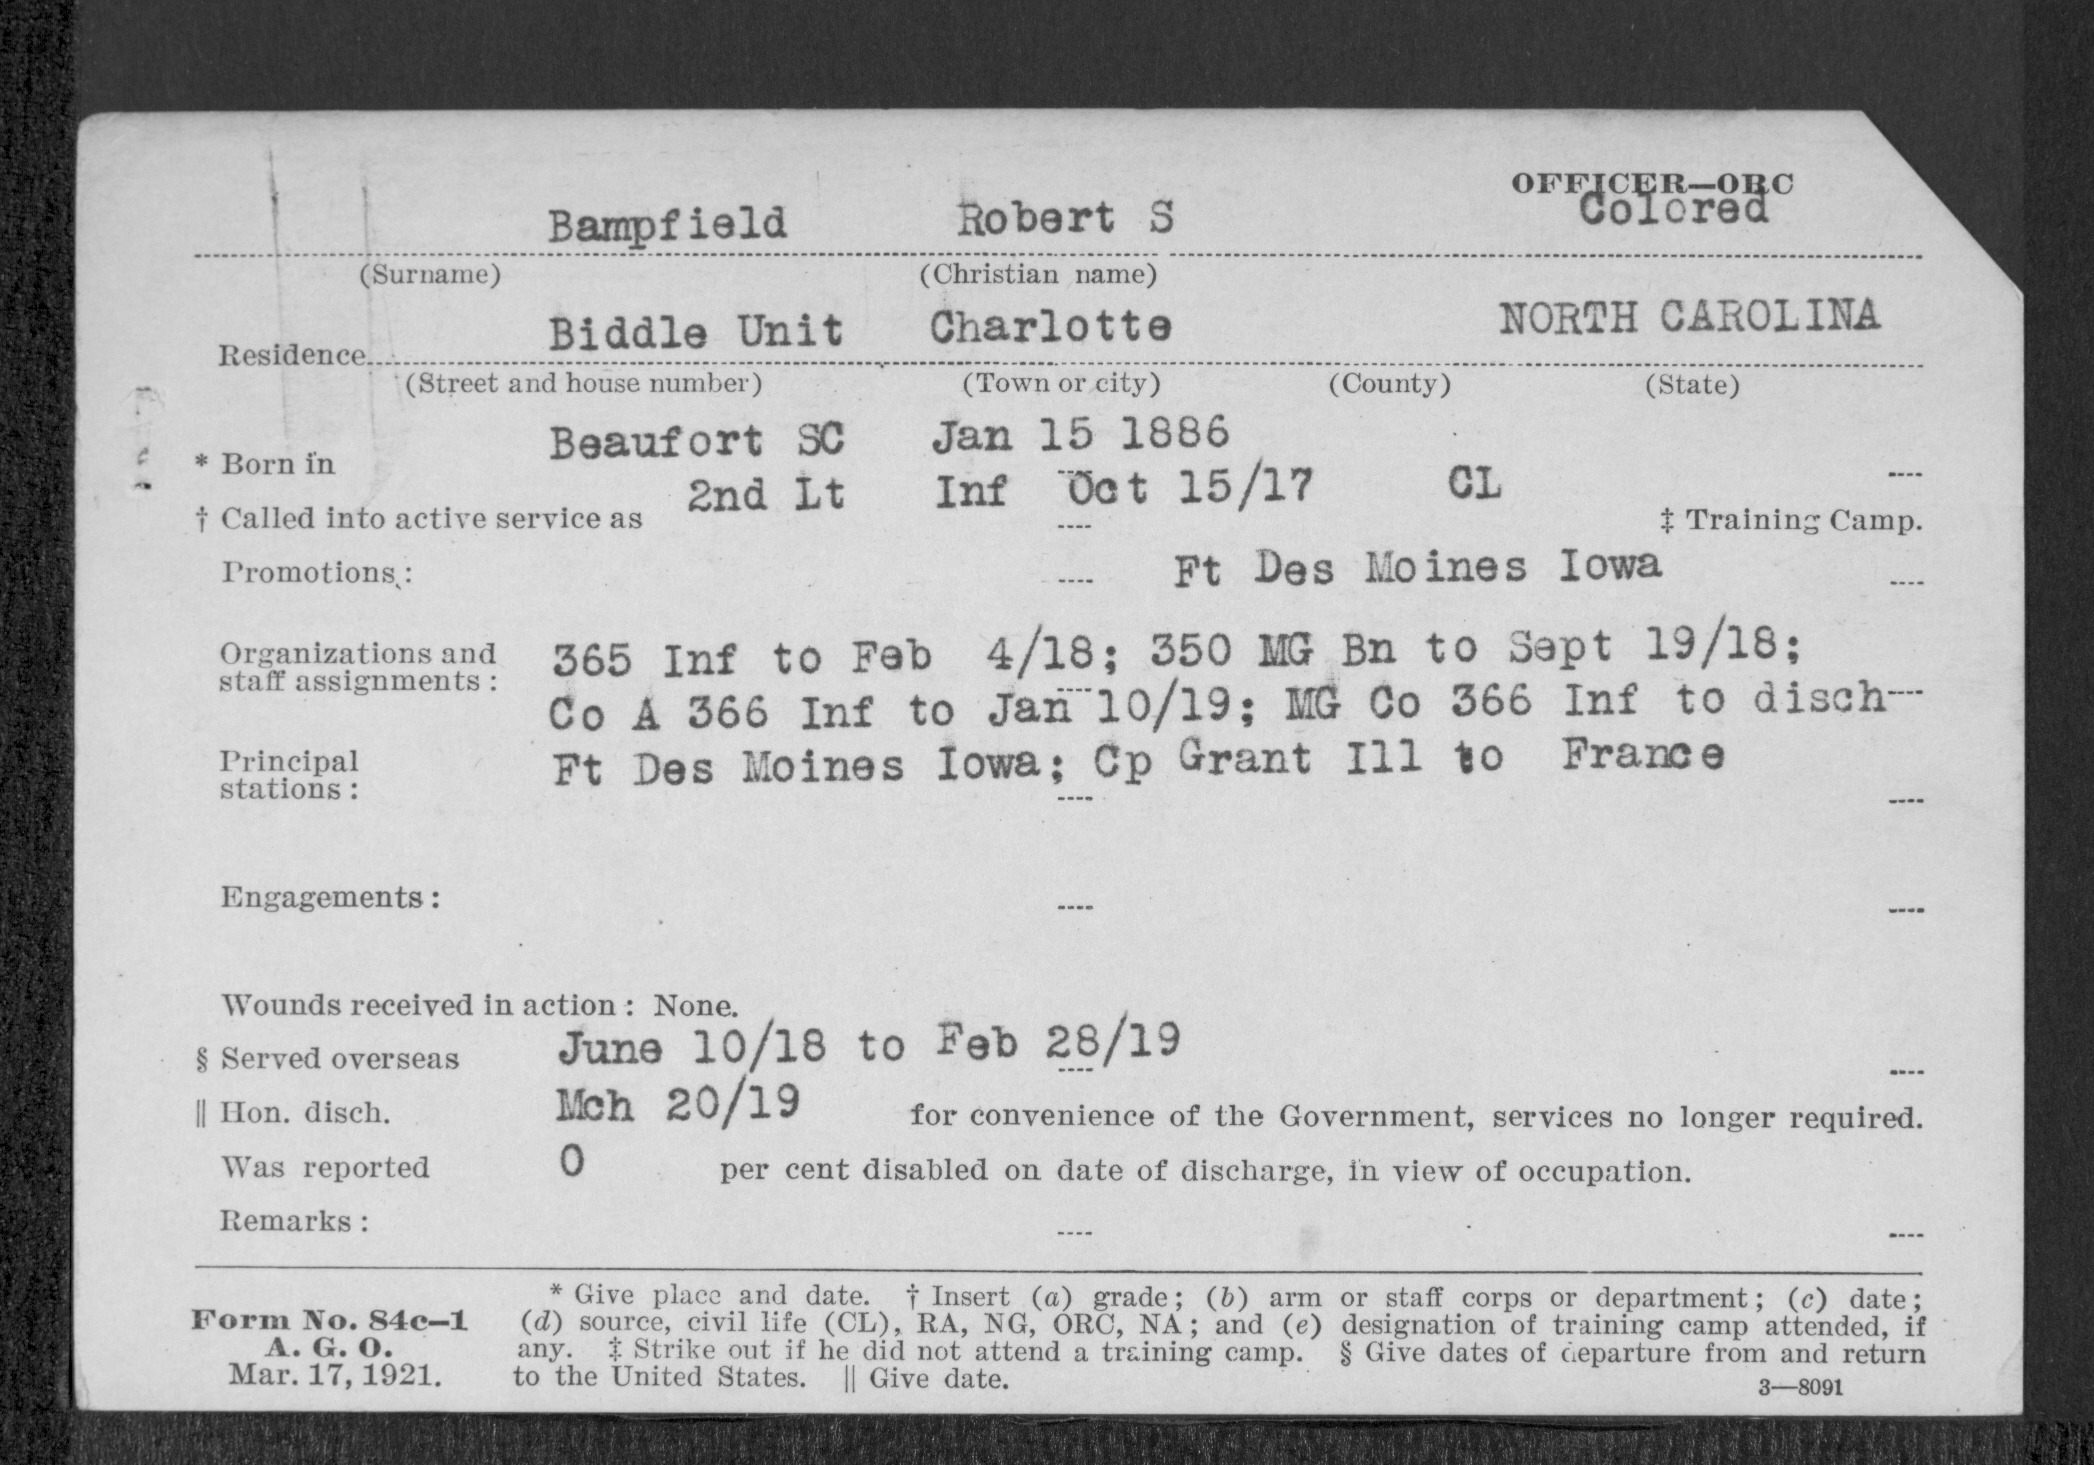 OFFICER—ORC
Colored
Bampfield Robert S
(Surname) (Christian name)
Residence Biddle Unit Charlotte NORTH CAROLINA
(Street and house number) (Town or city) (County) (State)
* Born in Beaufort SC Jan 15 1886
† Called into active service as 2nd Lt Inf Oct 15/17 CL ‡ Training Camp.
Promotions: Ft Des Moines Iowa
Organizations and
staff assignments: 365 Inf to Feb 4/18; 350 MG Bn to Sept 19/18;
Co A 366 Inf to Jan 10/19; MG Co 366 Inf to disch
Principal
stations: Ft Des Moines Iowa; Cp Grant Ill to France
Engagements:
Wounds received in action: None.
§ Served overseas June 10/18 to Feb 28/19
|| Hon. disch. Mch 20/19 for convenience of the Government, services no longer required.
Was reported 0 per cent disabled on date of discharge, in view of occupation.
Remarks:
Form No. 84c—1
A. G. O.
Mar. 17, 1921.
* Give place and date. † Insert (a) grade; (b) arm or staff corps or department; (c) date;
(d) source, civil life (CL), RA, NG, ORC, NA; and (e) designation of training camp attended, if
any. ‡ Strike out if he did not attend a training camp. § Give dates of departure from and return
to the United States. || Give date.
3—8091